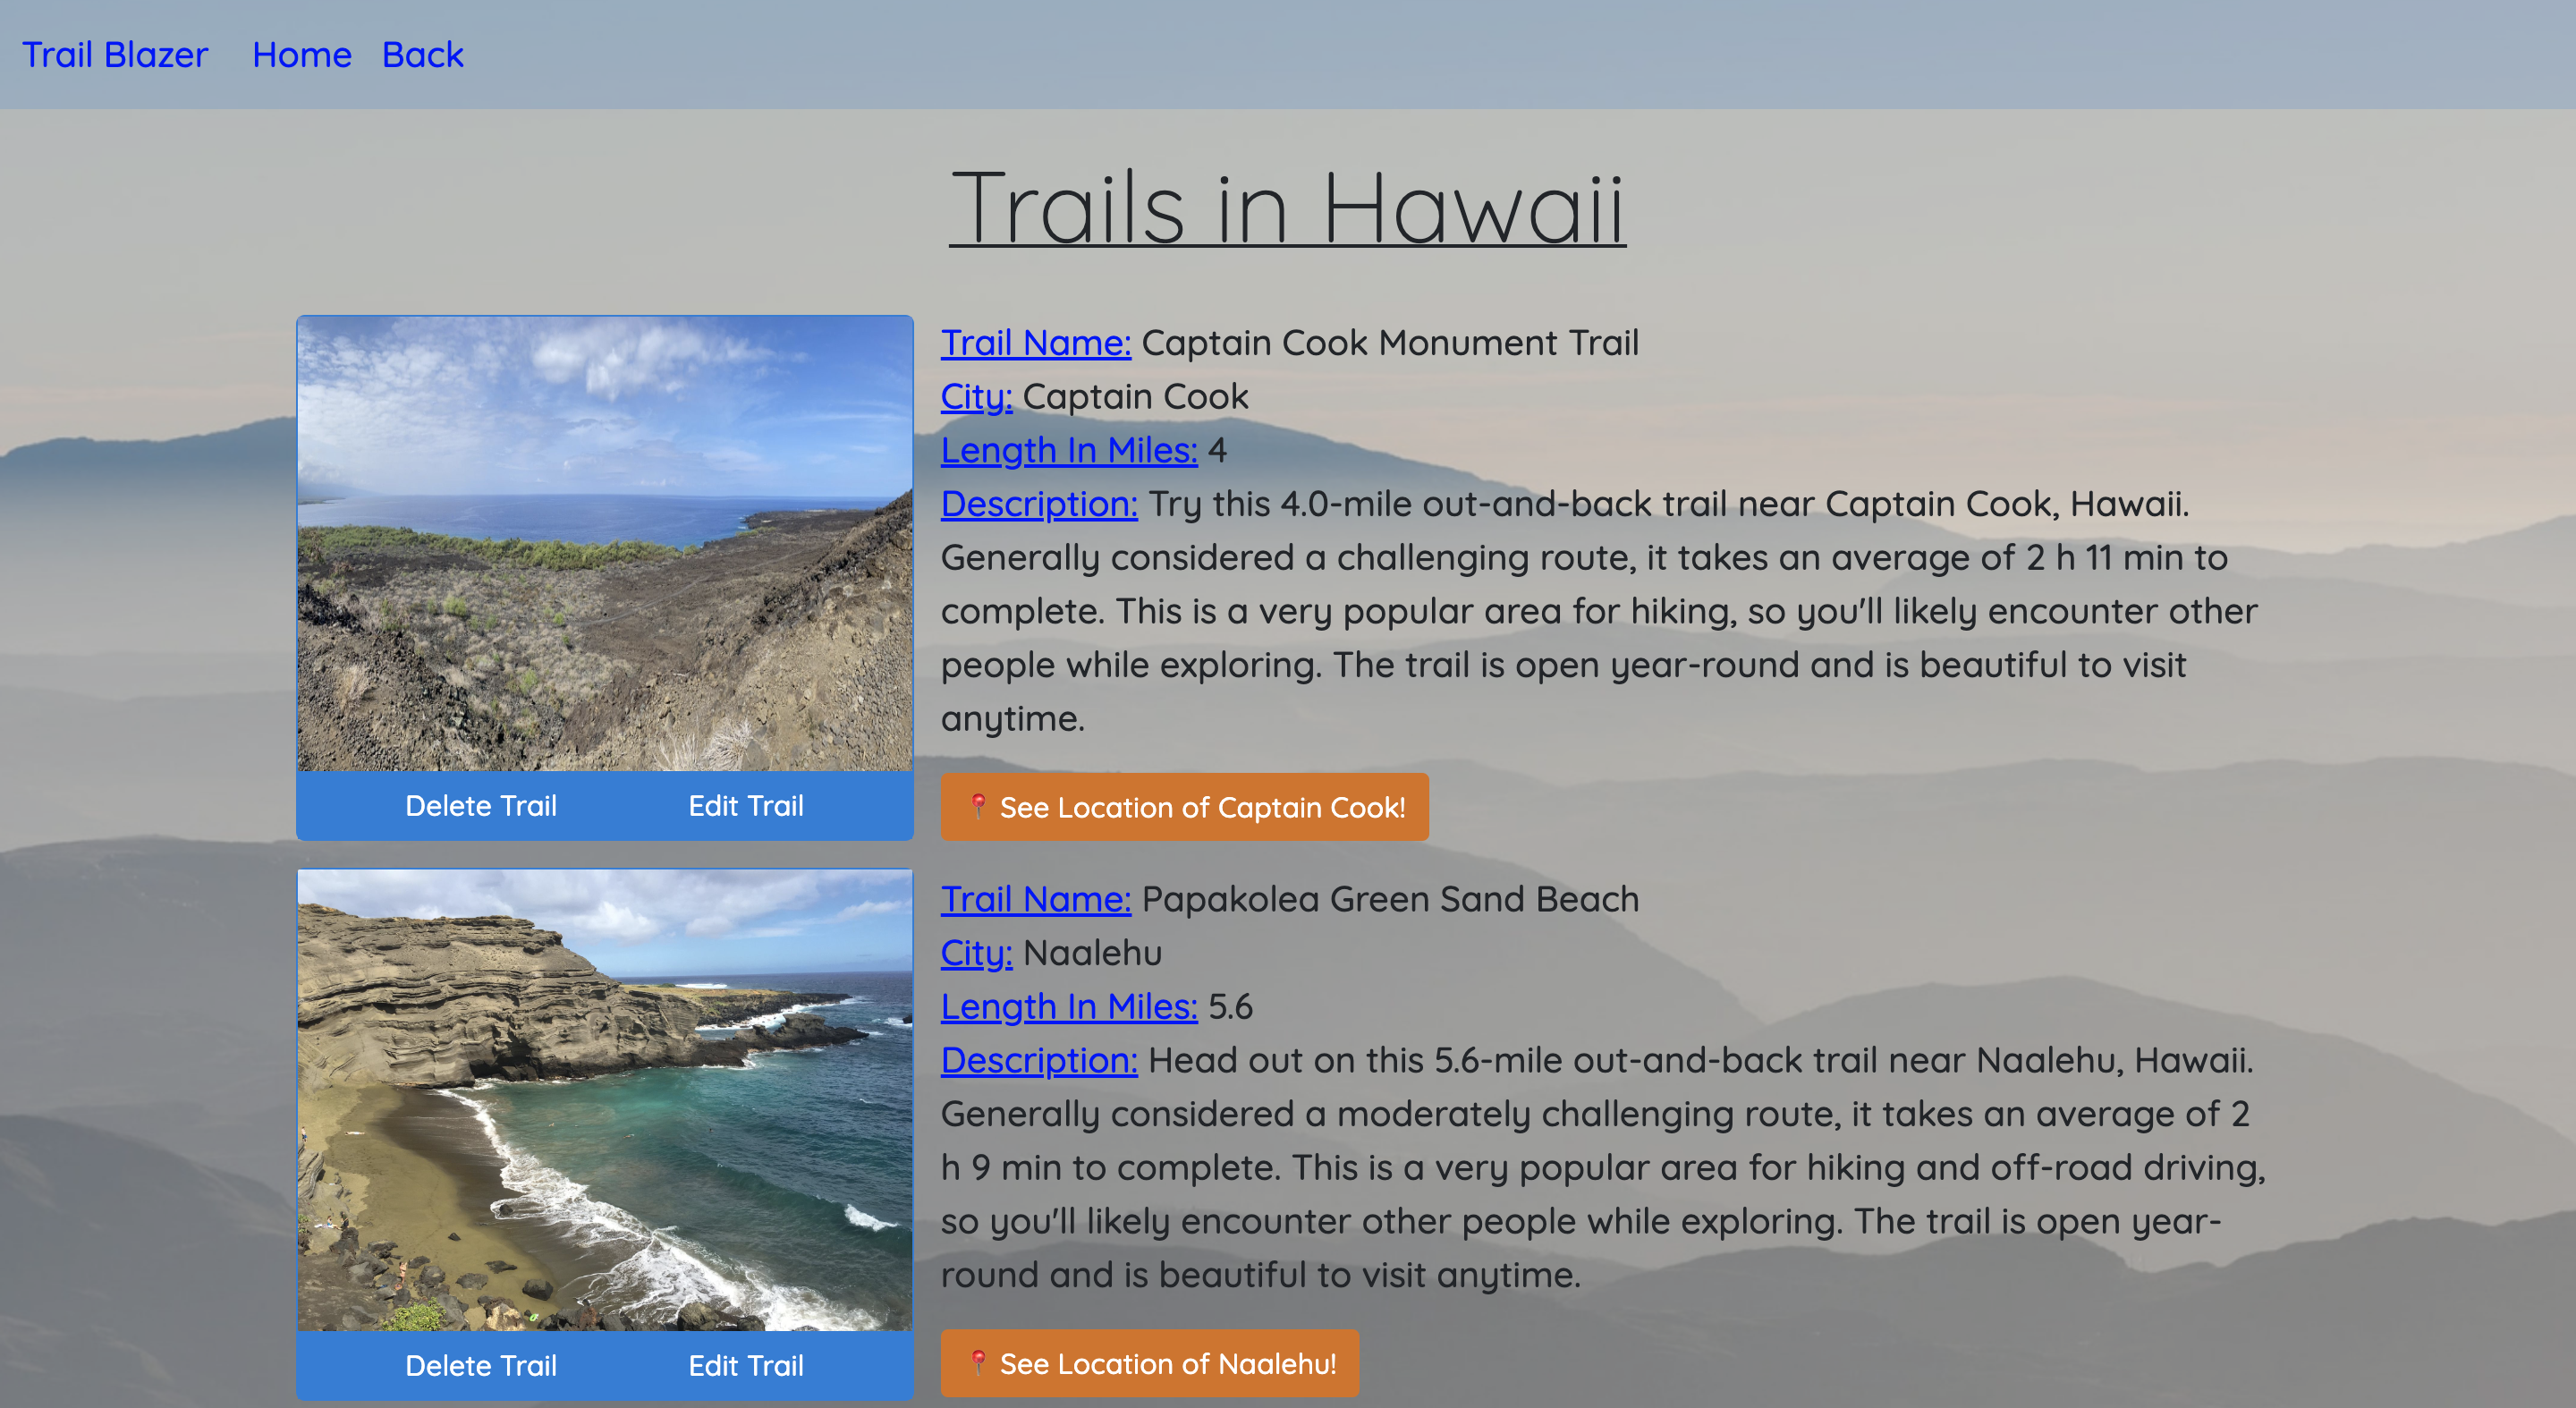 Trail Blazer Home Back
Trails in Hawaii
Trail Name: Captain Cook Monument Trail
City: Captain Cook
Length In Miles: 4
Description: Try this 4.0-mile out-and-back trail near Captain Cook, Hawaii.
Generally considered a challenging route, it takes an average of 2 h 11 min to
complete. This is a very popular area for hiking, so you'll likely encounter other
people while exploring. The trail is open year-round and is beautiful to visit
anytime.
Delete Trail Edit Trail
📍 See Location of Captain Cook!
Trail Name: Papakolea Green Sand Beach
City: Naalehu
Length In Miles: 5.6
Description: Head out on this 5.6-mile out-and-back trail near Naalehu, Hawaii.
Generally considered a moderately challenging route, it takes an average of 2
h 9 min to complete. This is a very popular area for hiking and off-road driving,
so you'll likely encounter other people while exploring. The trail is open year-
round and is beautiful to visit anytime.
Delete Trail Edit Trail
📍 See Location of Naalehu!